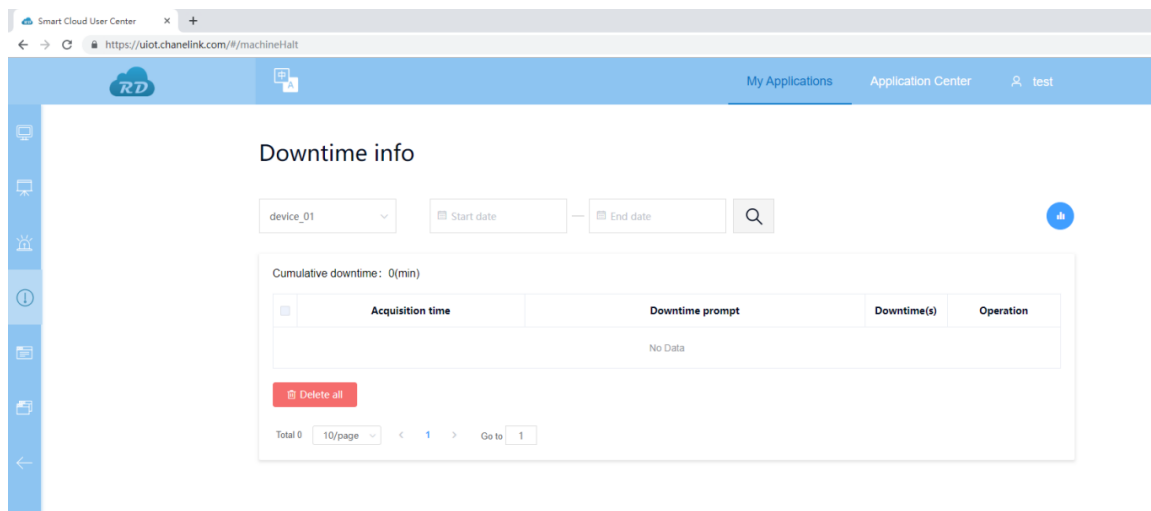 Smart Cloud User Center × +
https://uiot.chanelink.com/#/machineHalt
RD
中 A
My Applications Application Center test
Downtime info
device_01 Start date — End date
Cumulative downtime: 0(min)
Acquisition time Downtime prompt Downtime(s) Operation
No Data
Delete all
Total 0 10/page < 1 > Go to 1